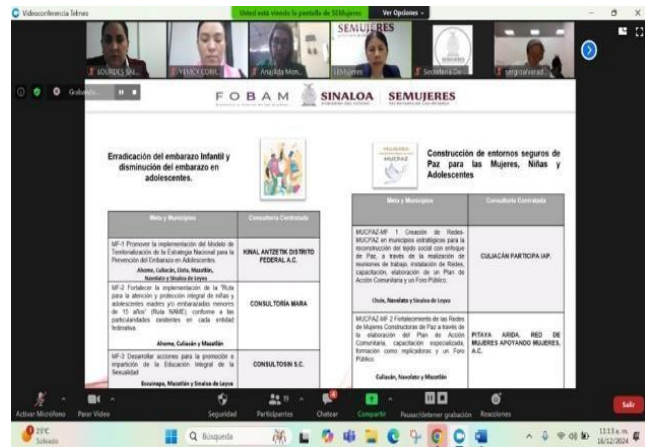 Videoconferencia Telmex
Usted está viendo la pantalla de SEMujeres
Ver Opciones
SEMUJERES
LOURDES SAL...
YEMCY CORR...
Anajilda Mon...
SEMujeres
Secretaría De...
sergioalvarad...
Grabando...
FOBAM
SINALOA
SEMUJERES
Erradicación del embarazo Infantil y
disminución del embarazo en
adolescentes.
MUCPAZ
Construcción de entornos seguros de
Paz para las Mujeres, Niñas y
Adolescentes
Meta y Municipios
Consultoría Contratada
MF-1 Promover la implementación del Modelo de
Territorialización de la Estrategia Nacional para la
Prevención del Embarazo en Adolescentes.
Ahome, Culiacán, Elota, Mazatlán,
Navolato y Sinaloa de Leyva
KINAL ANTZETIK DISTRITO
FEDERAL A.C.
MF-2 Fortalecer la implementación de la "Ruta
para la atención y protección integral de niñas y
adolescentes madres y/o embarazadas menores
de 15 años" (Ruta NAME) conforme a las
particularidades existentes en cada entidad
federativa.
Ahome, Culiacán y Mazatlán
CONSULTORÍA MARA
MF-3 Desarrollar acciones para la promoción e
impartición de la Educación Integral de la
Sexualidad
Escuinapa, Mazatlán y Sinaloa de Leyva
CONSULTOSIN S.C.
Meta y Municipios
Consultoría Contratada
MUCPAZ-MF 1 Creación de Redes-
MUCPAZ en municipios estratégicos para la
reconstrucción del tejido social con enfoque
de Paz, a través de la realización de
reuniones de trabajo, instalación de Redes,
capacitación, elaboración de un Plan de
Acción Comunitaria y un Foro Público.
Choix, Navolato y Sinaloa de Leyva
CULIACÁN PARTICIPA IAP.
MUCPAZ-MF 2 Fortalecimiento de las Redes
de Mujeres Constructoras de Paz a través de
la elaboración del Plan de Acción
Comunitaria, capacitación especializada,
formación como replicadoras y un Foro
Público.
Culiacán, Navolato y Mazatlán
PITAYA ARIDA, RED DE
MUJERES APOYANDO MUJERES,
A.C.
Activar Micrófono
Parar Video
Seguridad
Participantes
Chatear
Compartir
Pausar/detener grabación
Reacciones
Salir
25°C
Soleado
Búsqueda
11:13 a. m.
16/12/2024